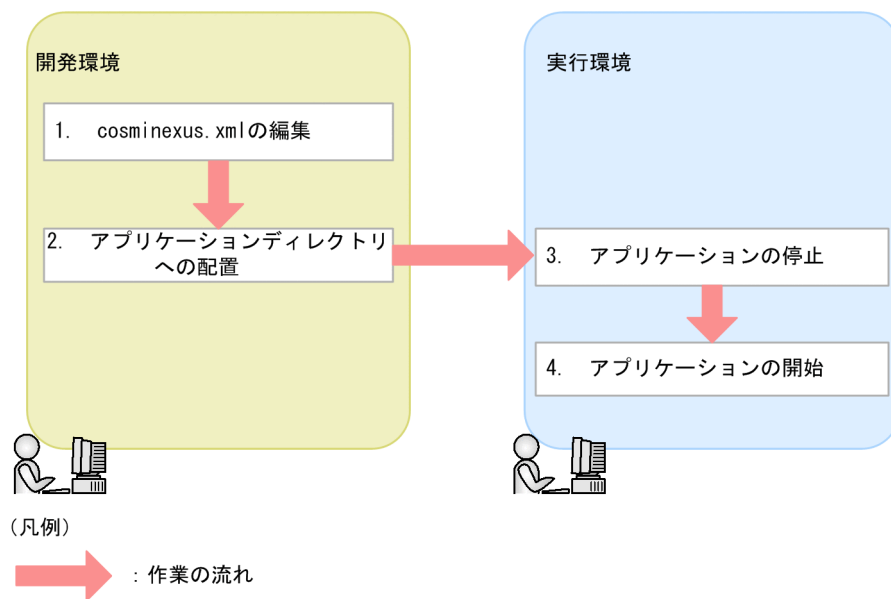 開発環境
1. cosminexus.xmlの編集
2. アプリケーションディレクトリ
への配置
実行環境
3. アプリケーションの停止
4. アプリケーションの開始
(凡例)
:作業の流れ